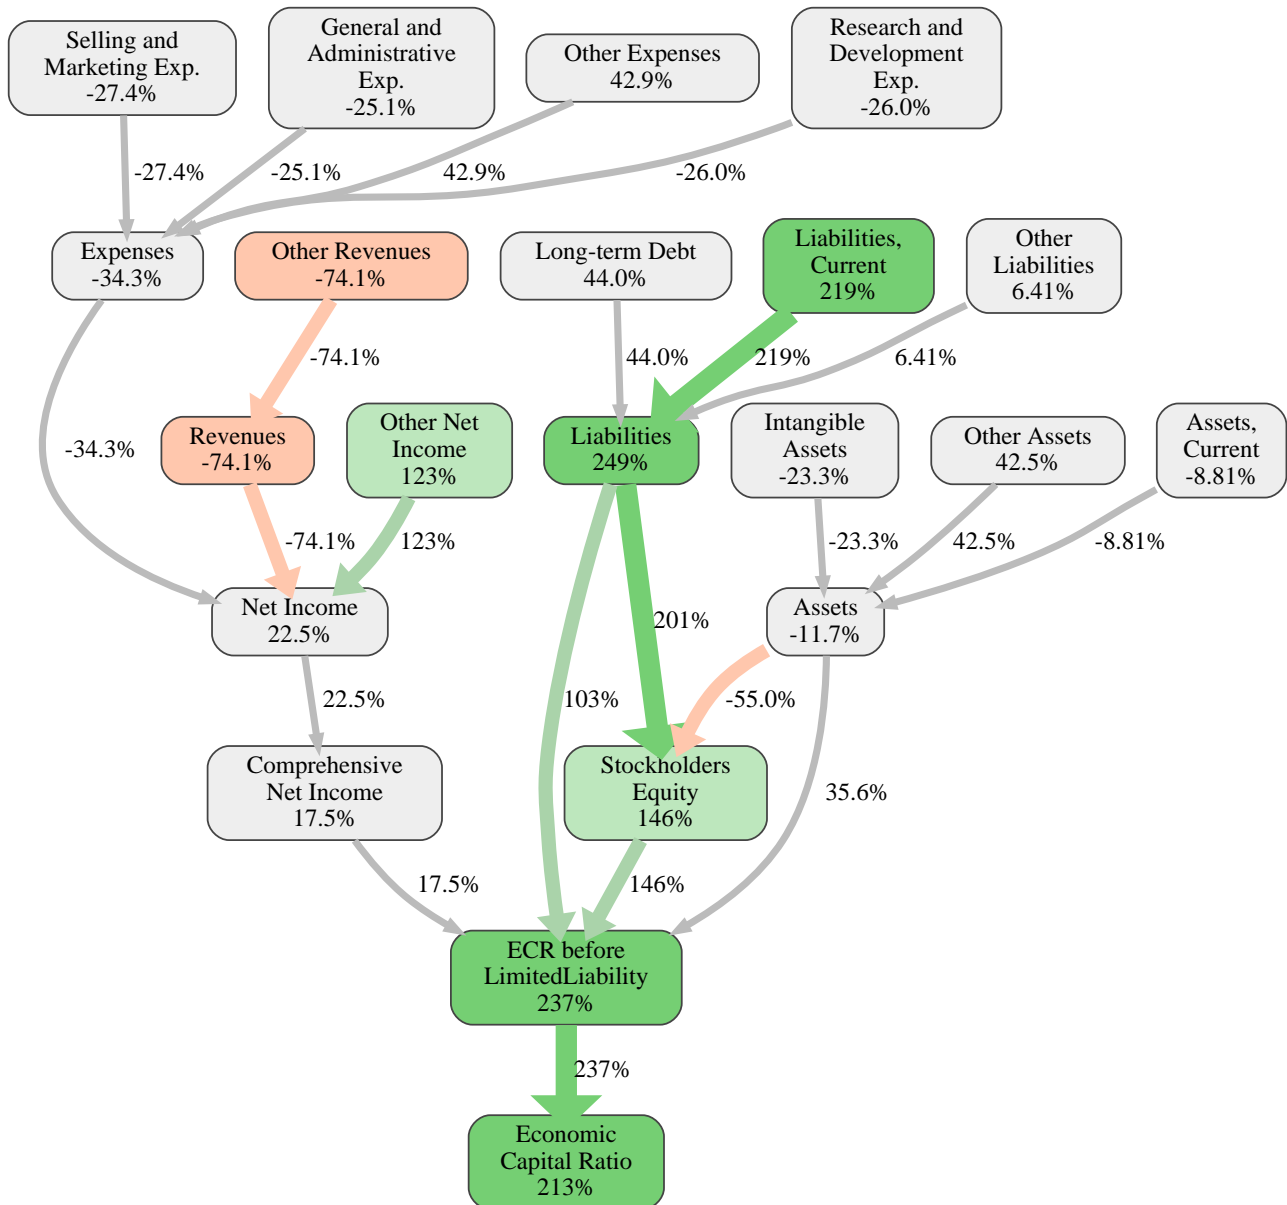 Selling and
Marketing Exp.
-27.4%
General and
Administrative
Exp.
-25.1%
Other Expenses
42.9%
Research and
Development
Exp.
-26.0%
-27.4%
-25.1%
42.9%
-26.0%
Expenses
-34.3%
Other Revenues
-74.1%
Long-term Debt
44.0%
Liabilities,
Current
219%
Other
Liabilities
6.41%
-74.1%
44.0%
219%
6.41%
-34.3%
Revenues
-74.1%
Other Net
Income
123%
Liabilities
249%
Intangible
Assets
-23.3%
Other Assets
42.5%
Assets,
Current
-8.81%
-74.1%
123%
-23.3%
42.5%
-8.81%
Net Income
22.5%
201%
Assets
-11.7%
22.5%
103%
-55.0%
Comprehensive
Net Income
17.5%
Stockholders
Equity
146%
35.6%
17.5%
146%
ECR before
LimitedLiability
237%
237%
Economic
Capital Ratio
213%